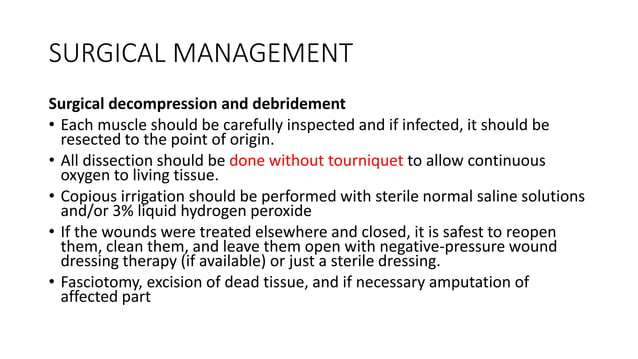 SURGICAL MANAGEMENT
Surgical decompression and debridement
• Each muscle should be carefully inspected and if infected, it should be
resected to the point of origin.
• All dissection should be done without tourniquet to allow continuous
oxygen to living tissue.
• Copious irrigation should be performed with sterile normal saline solutions
and/or 3% liquid hydrogen peroxide
• If the wounds were treated elsewhere and closed, it is safest to reopen
them, clean them, and leave them open with negative-pressure wound
dressing therapy (if available) or just a sterile dressing.
• Fasciotomy, excision of dead tissue, and if necessary amputation of
affected part